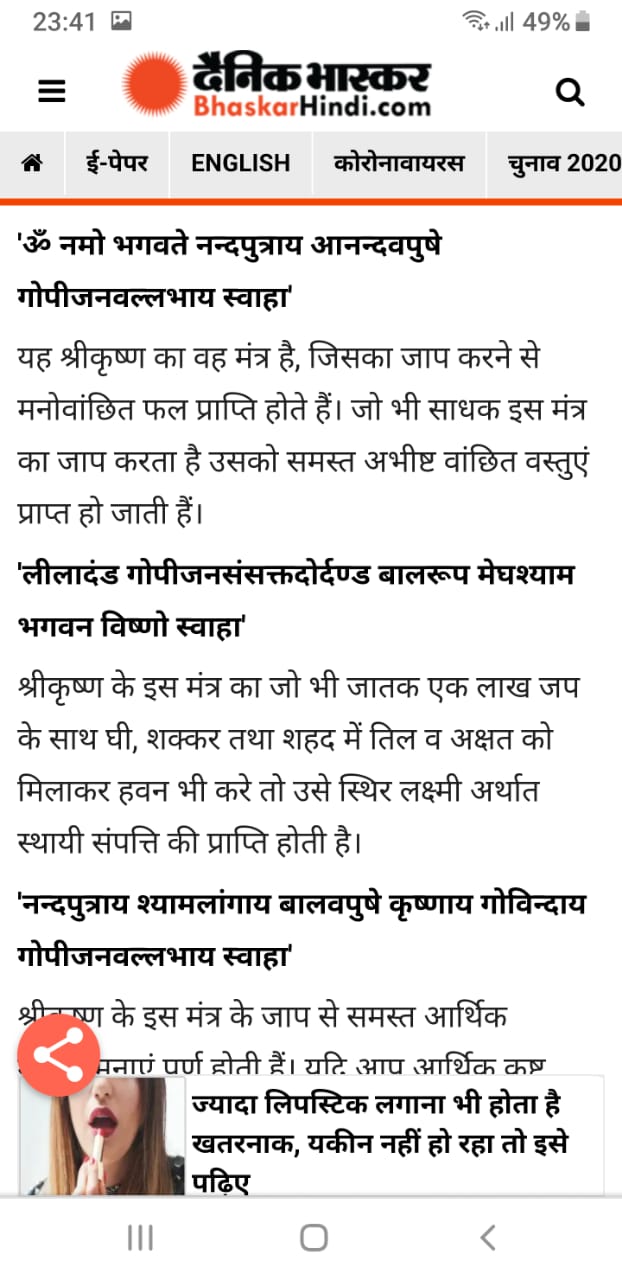 23:41 49%
दैनिक भास्कर
BhaskarHindi.com
ई-पेपर ENGLISH कोरोनावायरस चुनाव 2020
'ॐ नमो भगवते नन्दपुत्राय आनन्दवपुषे
गोपीजनवल्लभाय स्वाहा'
यह श्रीकृष्ण का वह मंत्र है, जिसका जाप करने से
मनोवांछित फल प्राप्ति होते हैं। जो भी साधक इस मंत्र
का जाप करता है उसको समस्त अभीष्ट वांछित वस्तुएं
प्राप्त हो जाती हैं।
'लीलादंड गोपीजनसंसक्तदोर्दण्ड बालरूप मेघश्याम
भगवन विष्णो स्वाहा'
श्रीकृष्ण के इस मंत्र का जो भी जातक एक लाख जप
के साथ घी, शक्कर तथा शहद में तिल व अक्षत को
मिलाकर हवन भी करे तो उसे स्थिर लक्ष्मी अर्थात
स्थायी संपत्ति की प्राप्ति होती है।
'नन्दपुत्राय श्यामलांगाय बालवपुषे कृष्णाय गोविन्दाय
गोपीजनवल्लभाय स्वाहा'
श्रीकृष्ण के इस मंत्र के जाप से समस्त आर्थिक
पूर्ण होती हैं। यदि आप आर्थिक कष्ट
ज्यादा लिपस्टिक लगाना भी होता है
खतरनाक, यकीन नहीं हो रहा तो इसे
पढ़िए